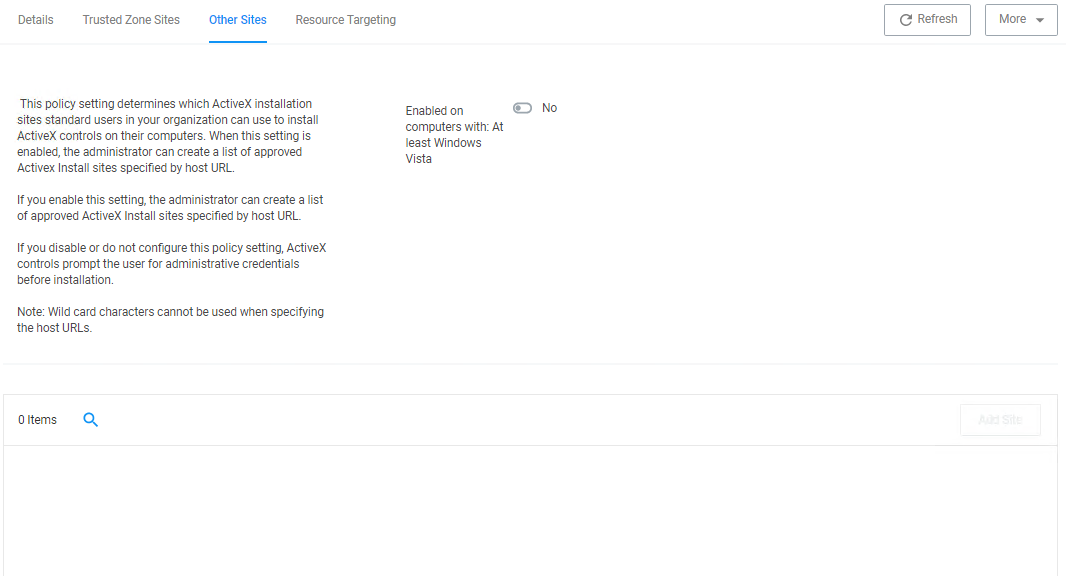 Details Trusted Zone Sites Other Sites Resource Targeting Refresh More
This policy setting determines which ActiveX installation
sites standard users in your organization can use to install
ActiveX controls on their computers. When this setting is
enabled, the administrator can create a list of approved
Activex Install sites specified by host URL.
If you enable this setting, the administrator can create a list
of approved ActiveX Install sites specified by host URL.
If you disable or do not configure this policy setting, ActiveX
controls prompt the user for administrative credentials
before installation.
Note: Wild card characters cannot be used when specifying
the host URLs.
Enabled on
computers with: At
least Windows
Vista
No
0 Items
Add Site